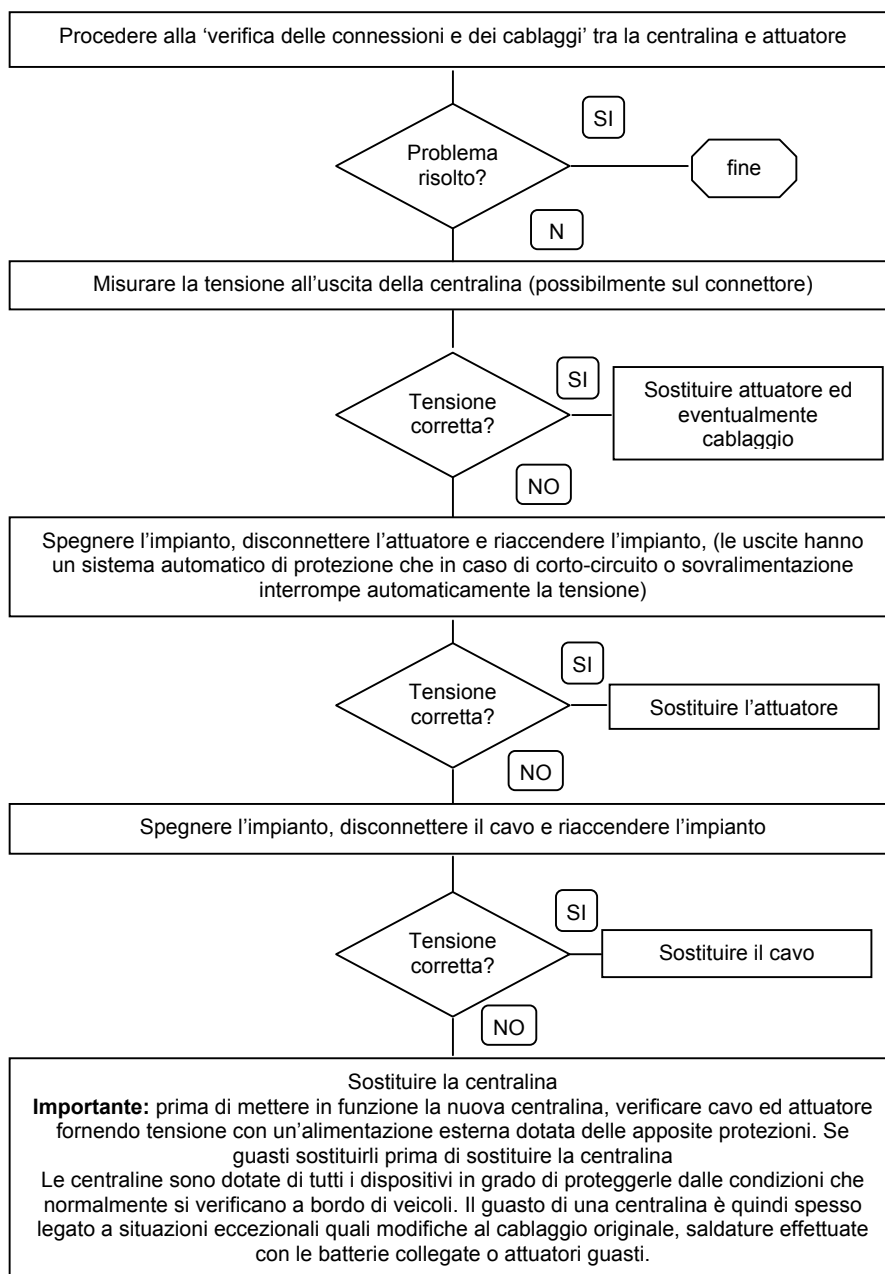 Procedere alla ‘verifica delle connessioni e dei cablaggi’ tra la centralina e attuatore
SI
Problema
risolto?
fine
N
Misurare la tensione all’uscita della centralina (possibilmente sul connettore)
SI
Tensione
corretta?
Sostituire attuatore ed
eventualmente
cablaggio
NO
Spegnere l’impianto, disconnettere l’attuatore e riaccendere l’impianto, (le uscite hanno
un sistema automatico di protezione che in caso di corto-circuito o sovralimentazione
interrompe automaticamente la tensione)
SI
Tensione
corretta?
Sostituire l’attuatore
NO
Spegnere l’impianto, disconnettere il cavo e riaccendere l’impianto
SI
Tensione
corretta?
Sostituire il cavo
NO
Sostituire la centralina
Importante: prima di mettere in funzione la nuova centralina, verificare cavo ed attuatore
fornendo tensione con un’alimentazione esterna dotata delle apposite protezioni. Se
guasti sostituirli prima di sostituire la centralina
Le centraline sono dotate di tutti i dispositivi in grado di proteggerle dalle condizioni che
normalmente si verificano a bordo di veicoli. Il guasto di una centralina è quindi spesso
legato a situazioni eccezionali quali modifiche al cablaggio originale, saldature effettuate
con le batterie collegate o attuatori guasti.